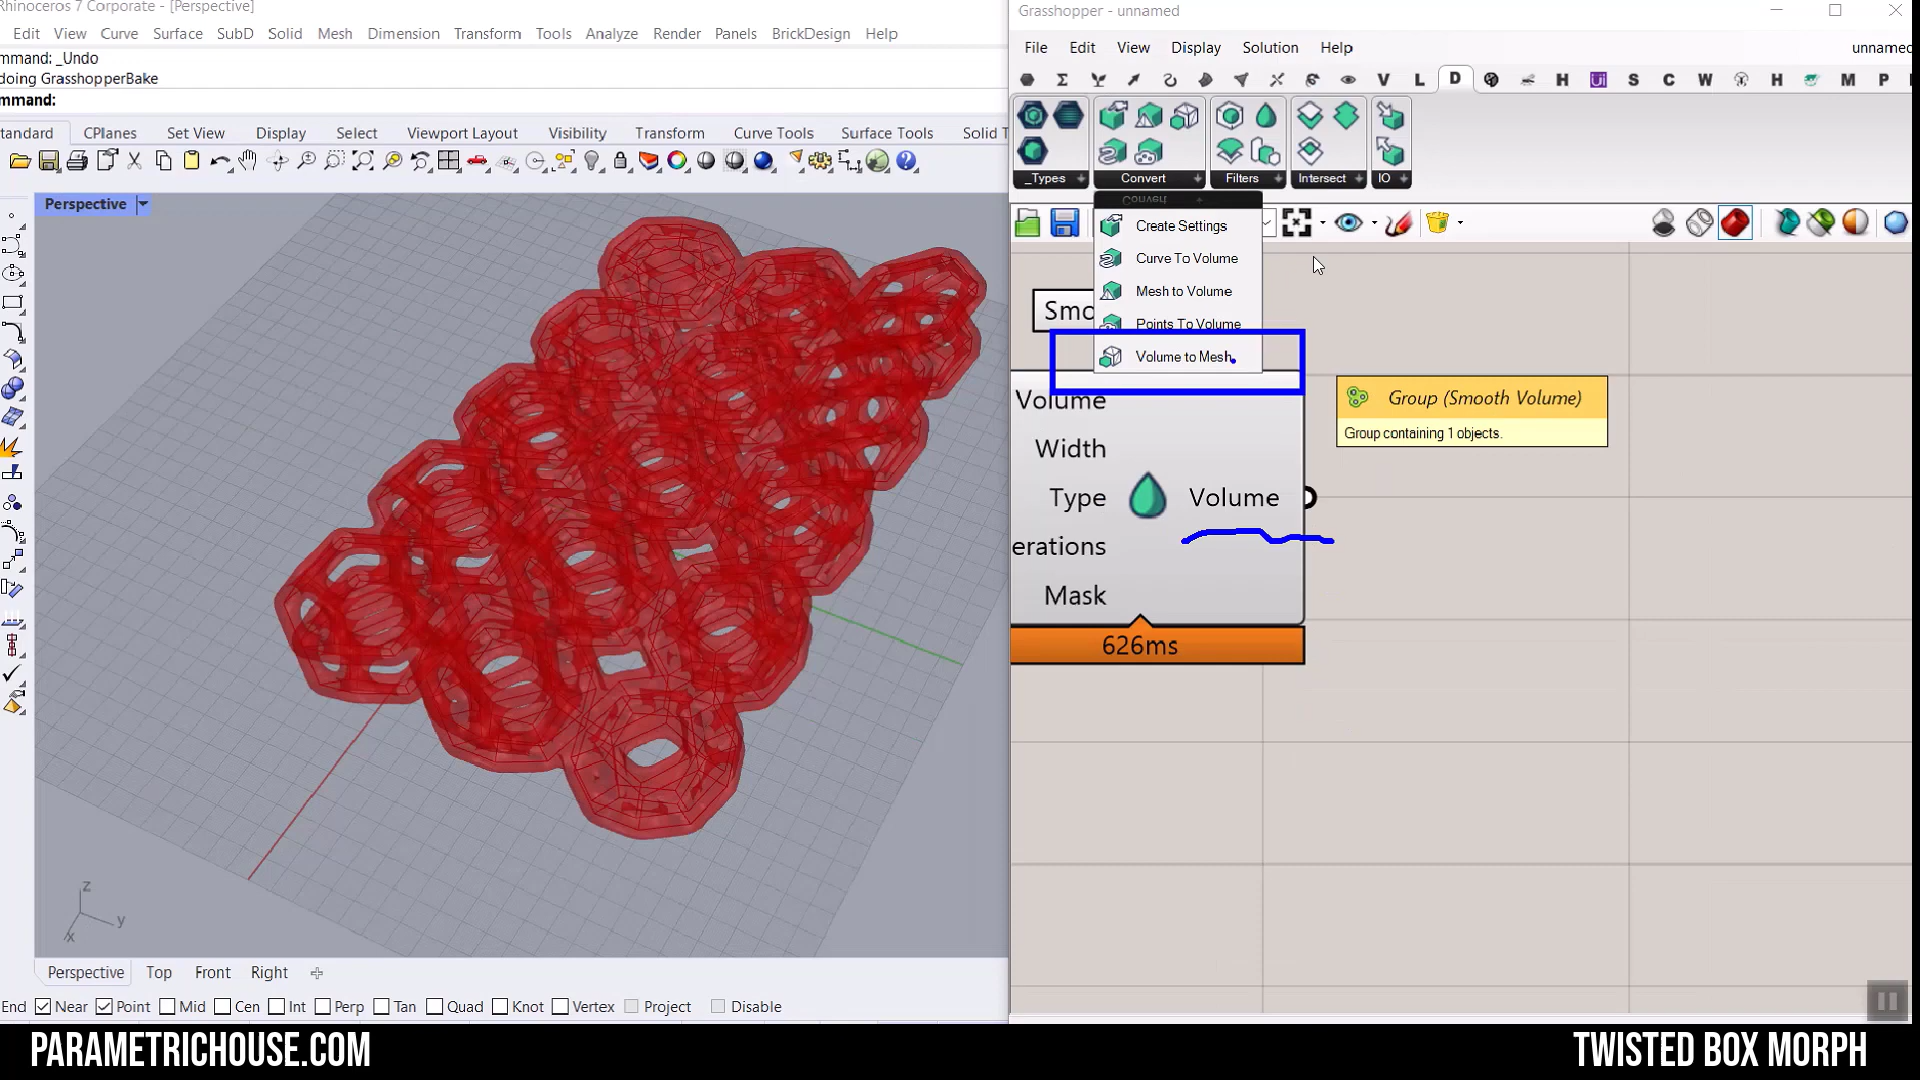 Rhinoceros 7 Corporate - [Perspective]
Edit View Curve Surface SubD Solid Mesh Dimension Transform Tools Analyze Render Panels BrickDesign Help
mmand: _Undo
doing GrasshopperBake
mmand:
tandard CPlanes Set View Display Select Viewport Layout Visibility Transform Curve Tools Surface Tools Solid T
Perspective
z
y
x
Perspective Top Front Right
End Near Point Mid Cen Int Perp Tan Quad Knot Vertex Project Disable
Grasshopper - unnamed
File Edit View Display Solution Help unnamed
V L D H S C W H M P
_Types Convert Filters Intersect IO
Convert
Create Settings
Curve To Volume
Mesh to Volume
Points To Volume
Volume to Mesh
Smo
Volume
Width
Type
erations
Mask
Volume
626ms
Group (Smooth Volume)
Group containing 1 objects.
PARAMETRICHOUSE.COM
TWISTED BOX MORPH